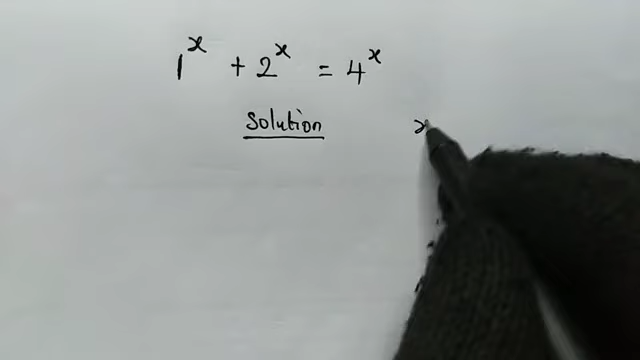 1^x + 2^x = 4^x
Solution
x